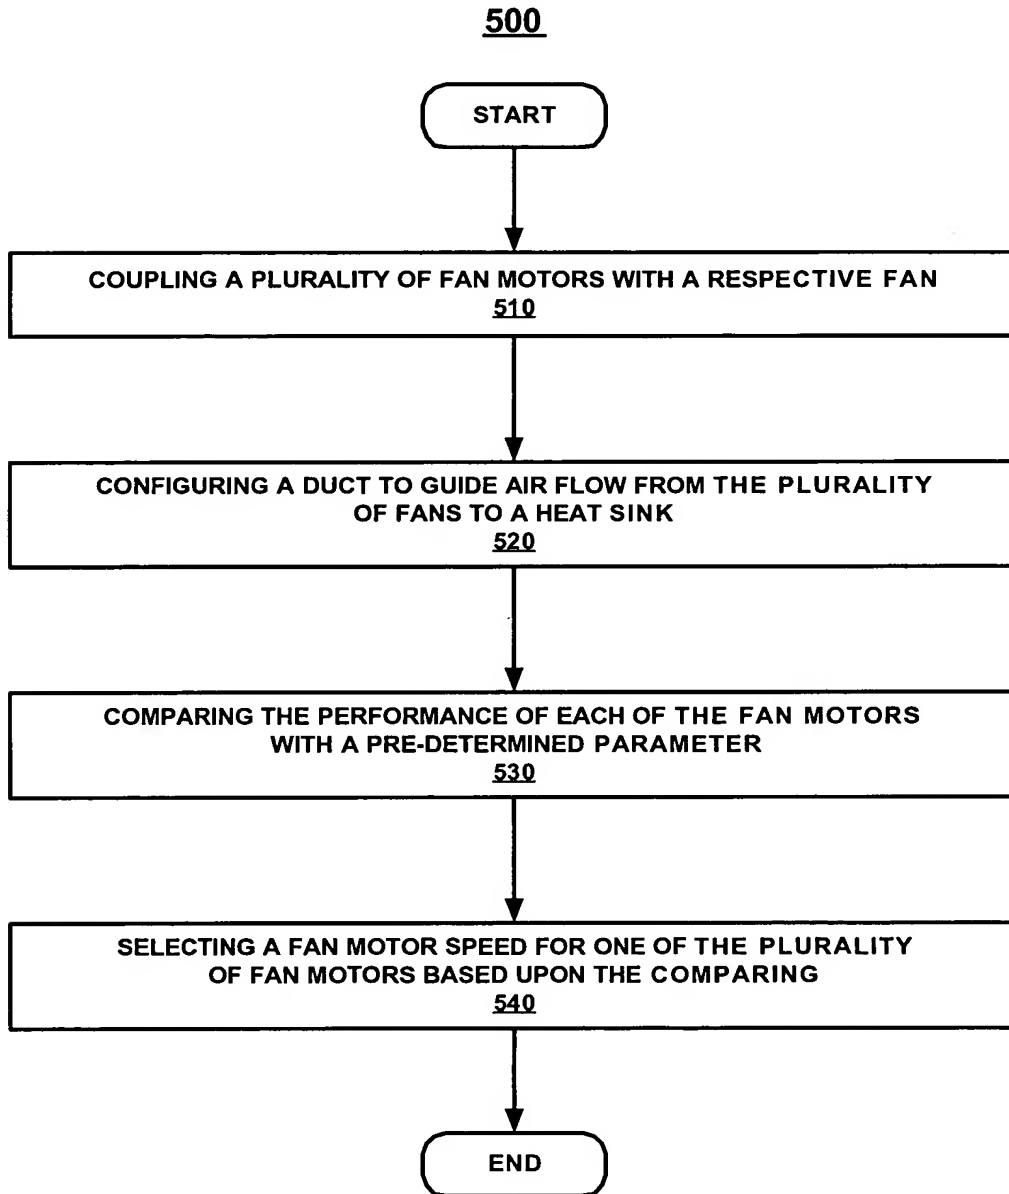 500
START
COUPLING A PLURALITY OF FAN MOTORS WITH A RESPECTIVE FAN
510
CONFIGURING A DUCT TO GUIDE AIR FLOW FROM THE PLURALITY
OF FANS TO A HEAT SINK
520
COMPARING THE PERFORMANCE OF EACH OF THE FAN MOTORS
WITH A PRE-DETERMINED PARAMETER
530
SELECTING A FAN MOTOR SPEED FOR ONE OF THE PLURALITY
OF FAN MOTORS BASED UPON THE COMPARING
540
END